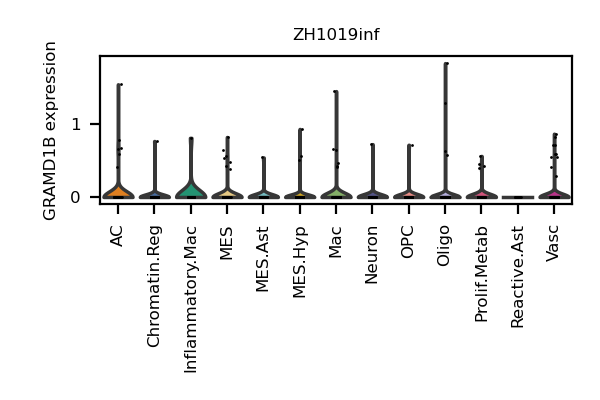 ZH1019inf
GRAMD1B expression
1
0
AC
Chromatin.Reg
Inflammatory.Mac
MES
MES.Ast
MES.Hyp
Mac
Neuron
OPC
Oligo
Prolif.Metab
Reactive.Ast
Vasc